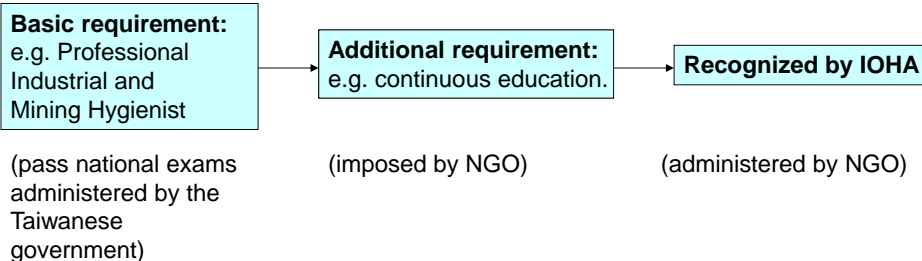 Basic requirement:
e.g. Professional
Industrial and
Mining Hygienist
Additional requirement:
e.g. continuous education.
Recognized by IOHA
(pass national exams
administered by the
Taiwanese
government)
(imposed by NGO)
(administered by NGO)